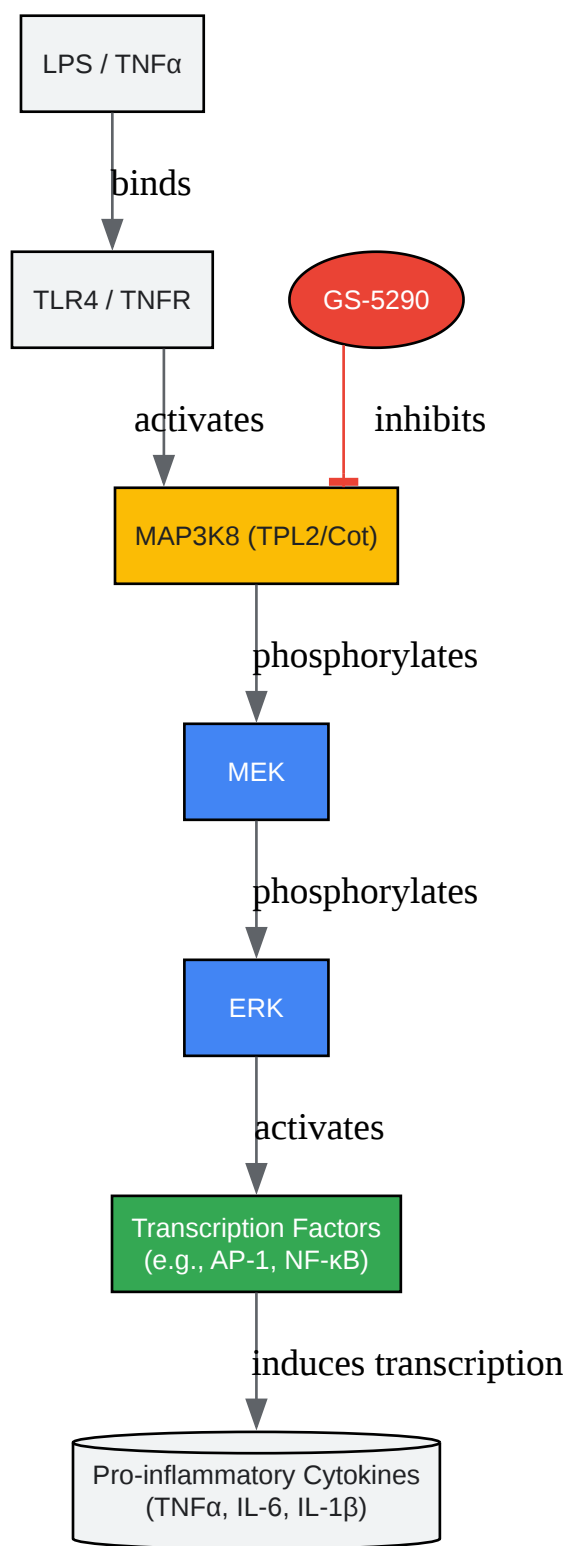 LPS / TNFα
binds
TLR4 / TNFR
GS-5290
activates
inhibits
MAP3K8 (TPL2/Cot)
phosphorylates
MEK
phosphorylates
ERK
activates
Transcription Factors
(e.g., AP-1, NF-κB)
induces transcription
Pro-inflammatory Cytokines
(TNFα, IL-6, IL-1β)